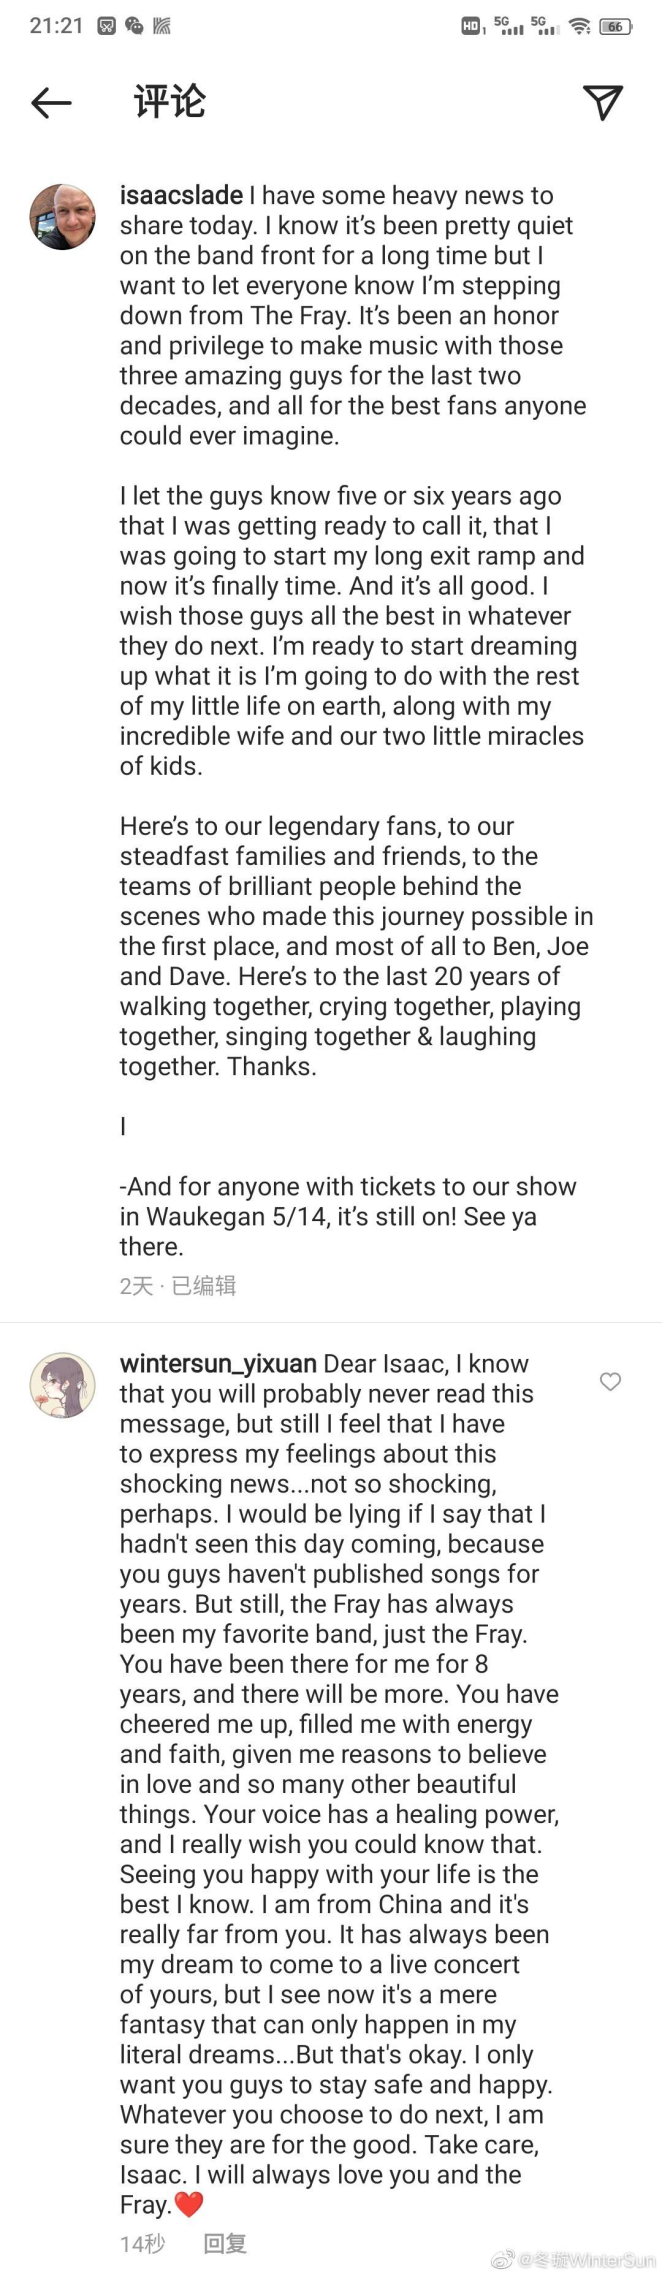 21:21
HD 1 5G 5G 66
评论
isaacslade I have some heavy news to
share today. I know it’s been pretty quiet
on the band front for a long time but I
want to let everyone know I’m stepping
down from The Fray. It’s been an honor
and privilege to make music with those
three amazing guys for the last two
decades, and all for the best fans anyone
could ever imagine.
I let the guys know five or six years ago
that I was getting ready to call it, that I
was going to start my long exit ramp and
now it’s finally time. And it’s all good. I
wish those guys all the best in whatever
they do next. I’m ready to start dreaming
up what it is I’m going to do with the rest
of my little life on earth, along with my
incredible wife and our two little miracles
of kids.
Here’s to our legendary fans, to our
steadfast families and friends, to the
teams of brilliant people behind the
scenes who made this journey possible in
the first place, and most of all to Ben, Joe
and Dave. Here’s to the last 20 years of
walking together, crying together, playing
together, singing together & laughing
together. Thanks.
I
-And for anyone with tickets to our show
in Waukegan 5/14, it’s still on! See ya
there.
2天 · 已编辑
wintersun_yixuan Dear Isaac, I know
that you will probably never read this
message, but still I feel that I have
to express my feelings about this
shocking news...not so shocking,
perhaps. I would be lying if I say that I
hadn't seen this day coming, because
you guys haven't published songs for
years. But still, the Fray has always
been my favorite band, just the Fray.
You have been there for me for 8
years, and there will be more. You have
cheered me up, filled me with energy
and faith, given me reasons to believe
in love and so many other beautiful
things. Your voice has a healing power,
and I really wish you could know that.
Seeing you happy with your life is the
best I know. I am from China and it's
really far from you. It has always been
my dream to come to a live concert
of yours, but I see now it's a mere
fantasy that can only happen in my
literal dreams...But that's okay. I only
want you guys to stay safe and happy.
Whatever you choose to do next, I am
sure they are for the good. Take care,
Isaac. I will always love you and the
Fray.❤️
14秒 回复
@冬璇WinterSun